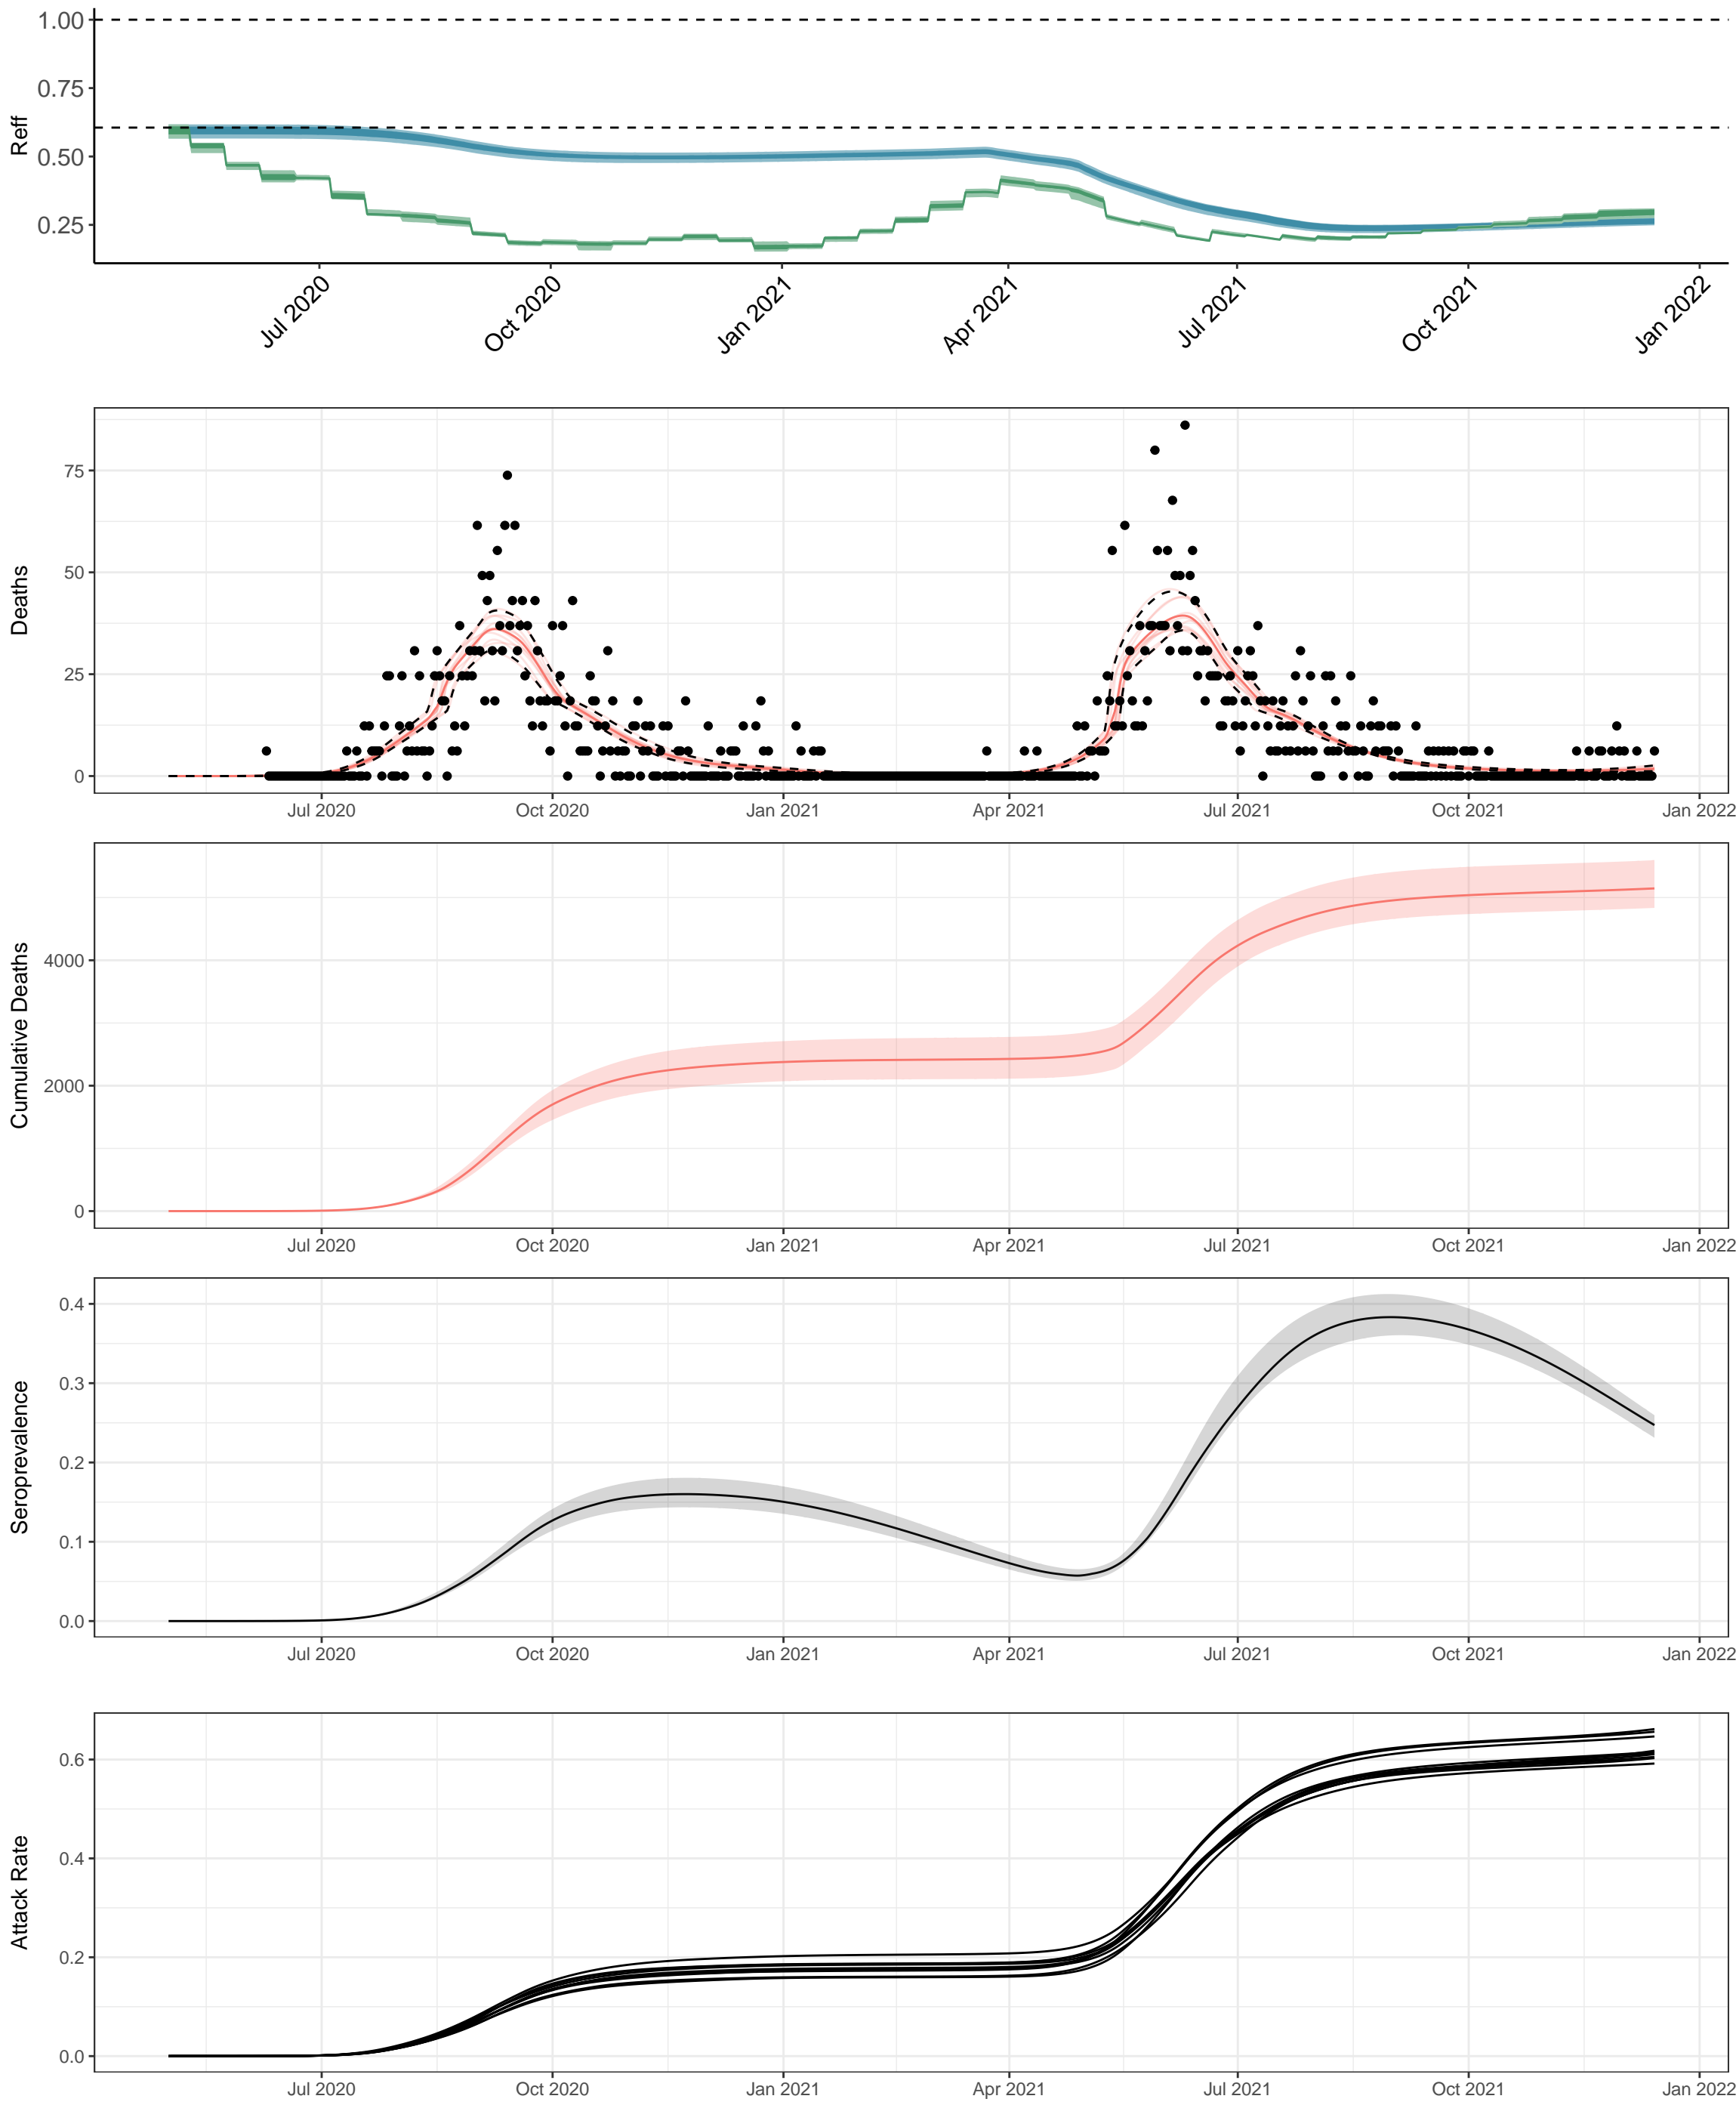 Reff
1.00
0.75
0.50
0.25
Jul 2020
Oct 2020
Jan 2021
Apr 2021
Jul 2021
Oct 2021
Jan 2022
Deaths
75
50
25
0
Jul 2020
Oct 2020
Jan 2021
Apr 2021
Jul 2021
Oct 2021
Jan 2022
Cumulative Deaths
4000
2000
0
Jul 2020
Oct 2020
Jan 2021
Apr 2021
Jul 2021
Oct 2021
Jan 2022
Seroprevalence
0.4
0.3
0.2
0.1
0.0
Jul 2020
Oct 2020
Jan 2021
Apr 2021
Jul 2021
Oct 2021
Jan 2022
Attack Rate
0.6
0.4
0.2
0.0
Jul 2020
Oct 2020
Jan 2021
Apr 2021
Jul 2021
Oct 2021
Jan 2022